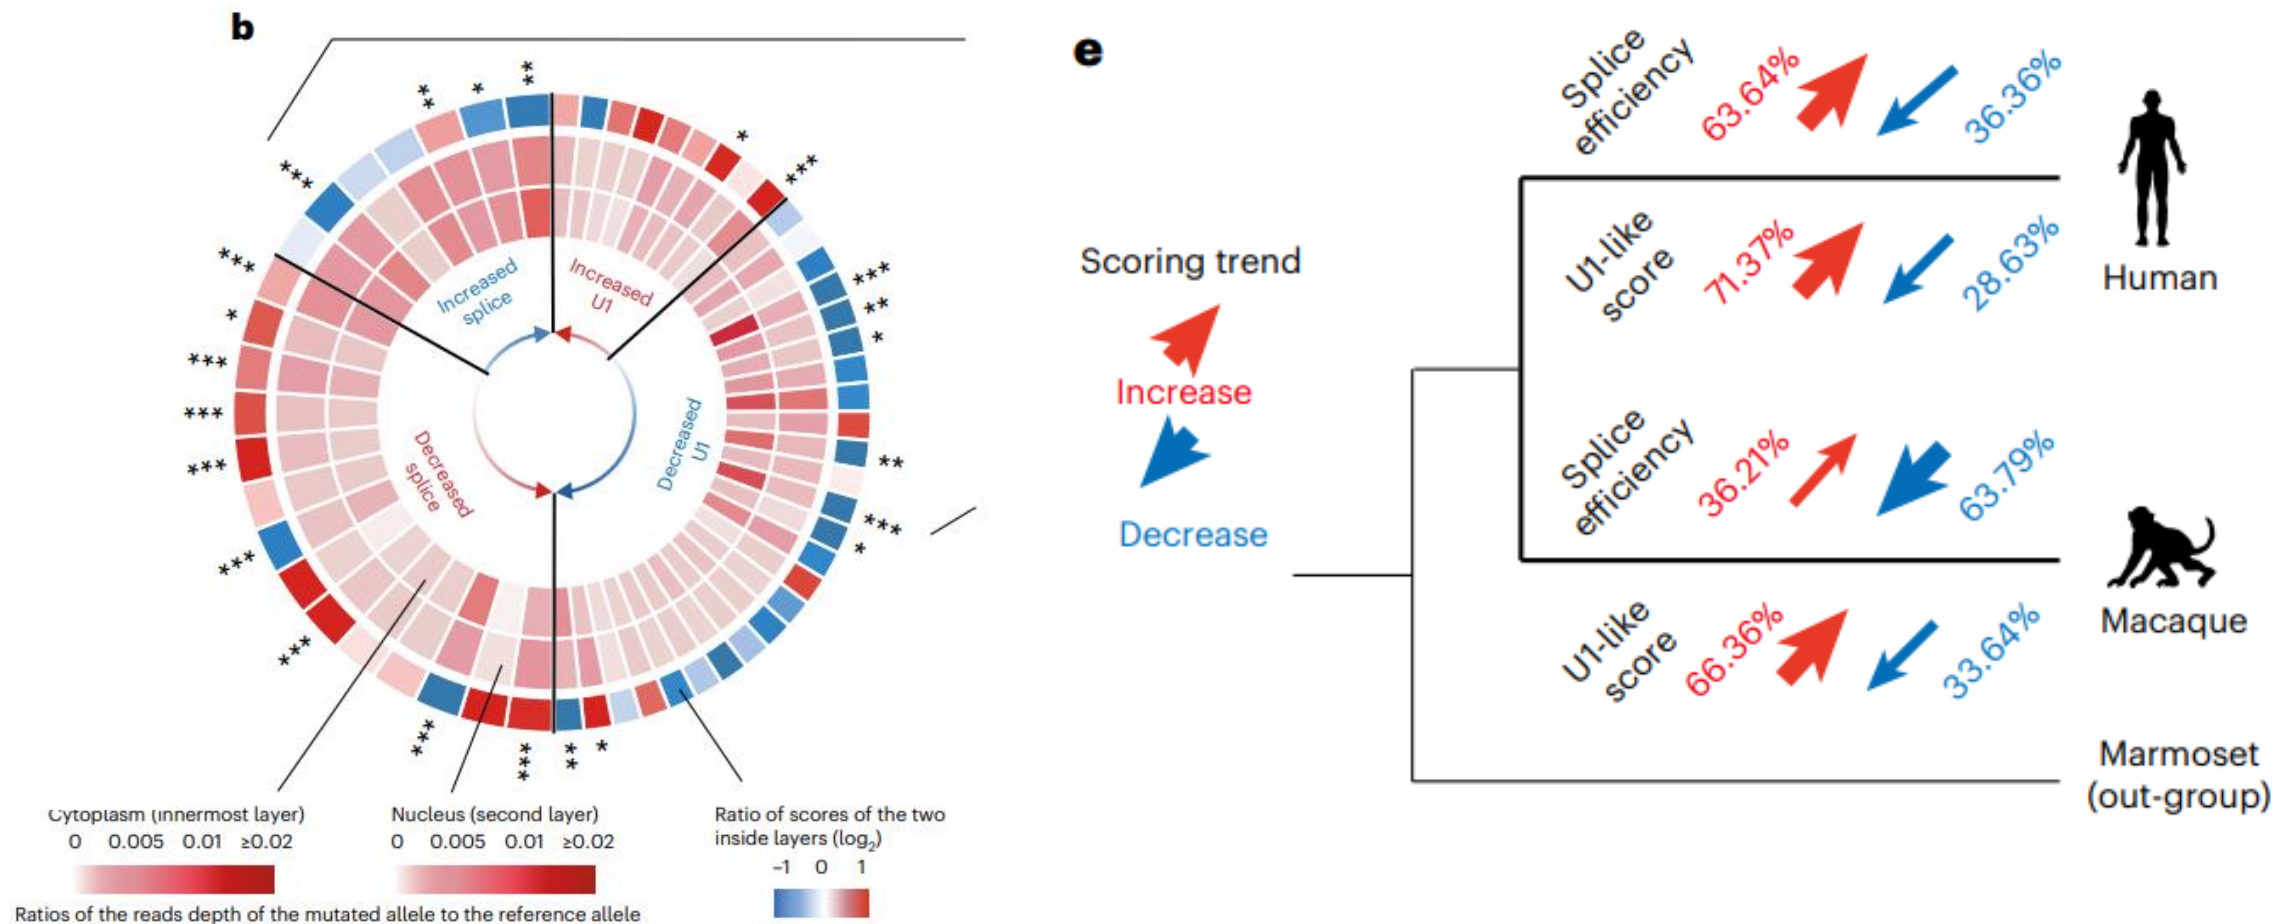 b
**
*
**
*
***
***
***
**
*
**
***
*
***
*
***
***
***
***
***
***
***
**
*
Increased
splice
Increased
U1
Decreased
splice
Decreased
U1
Cytoplasm (innermost layer)
0 0.005 0.01 ≥0.02
Nucleus (second layer)
0 0.005 0.01 ≥0.02
Ratios of the reads depth of the mutated allele to the reference allele
Ratio of scores of the two
inside layers (log2)
–1 0 1
e
Scoring trend
Increase
Decrease
Splice
efficiency
63.64%
36.36%
U1-like
score
71.37%
28.63%
Human
Splice
efficiency
36.21%
63.79%
U1-like
score
66.36%
33.64%
Macaque
Marmoset
(out-group)